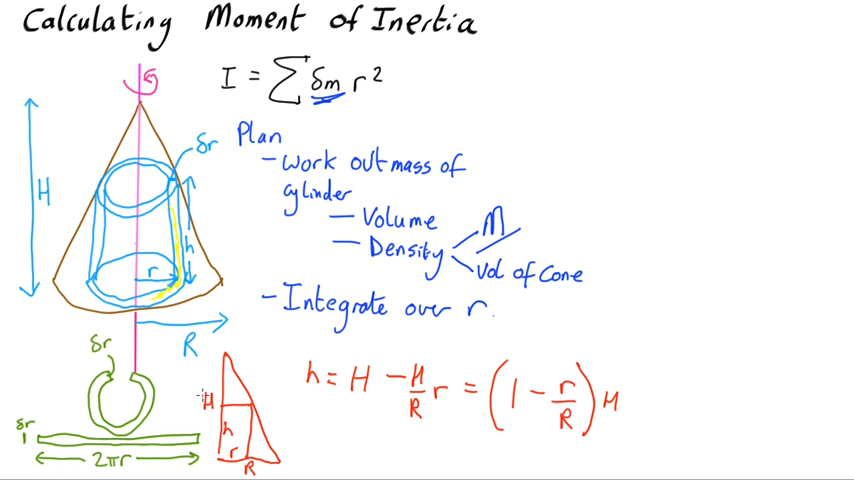 Calculating Moment of Inertia
I = ∑ δm r²
δr
H
h
r
R
Plan
- Work out mass of
cylinder
- Volume
- Density
M
Vol of Cone
- Integrate over r.
δr
δr
2πr
H
h
r
R
h = H - H/R r = (1 - r/R) H